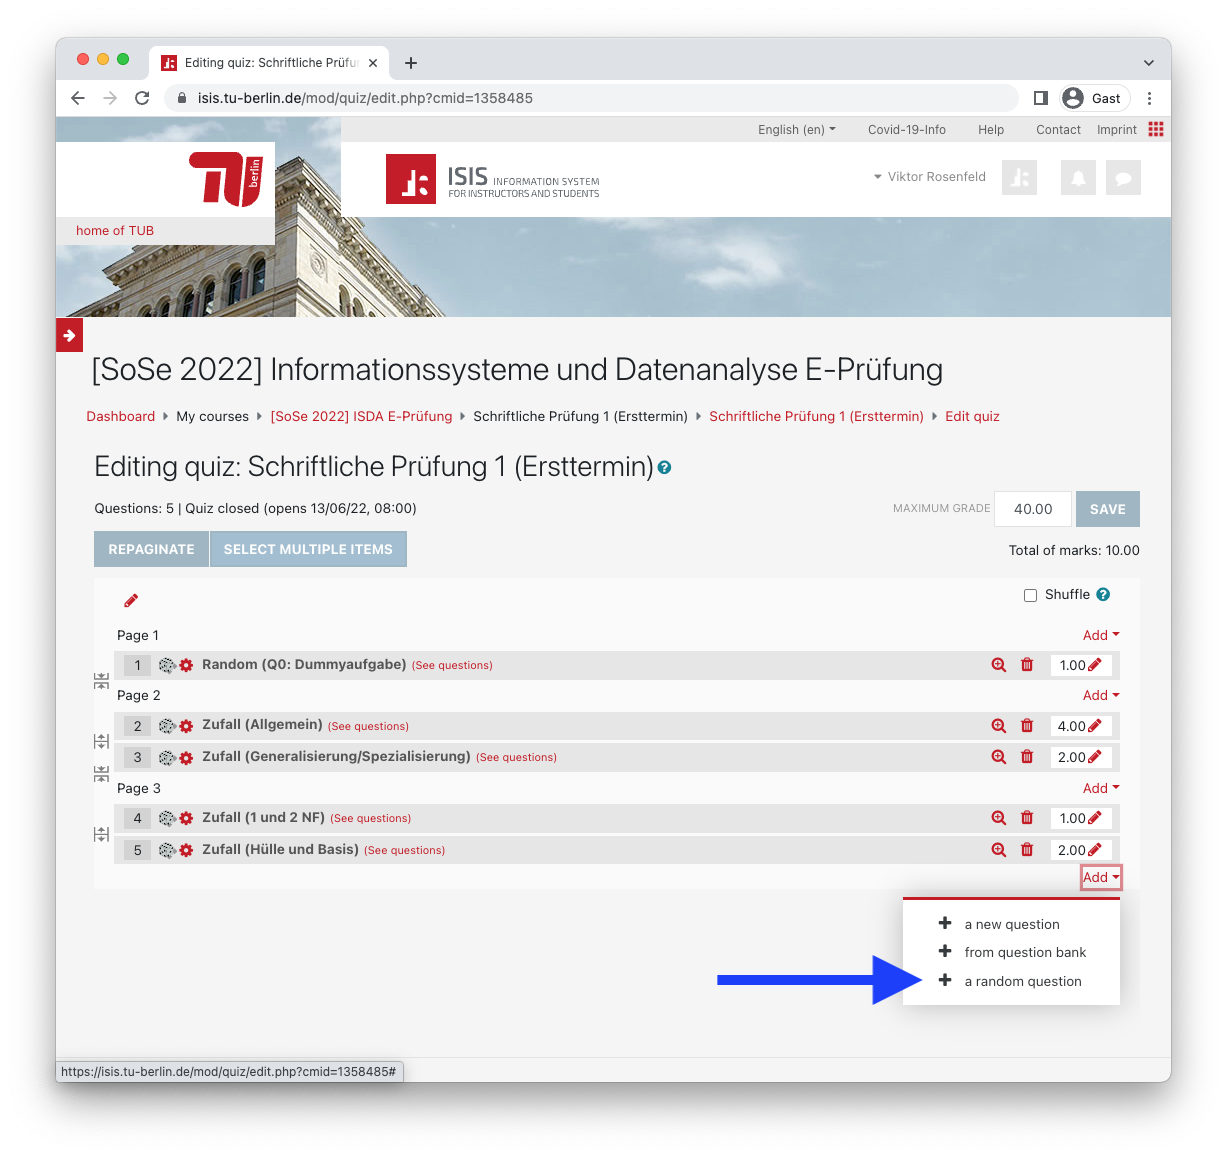 Editing quiz: Schriftliche Prüfur
isis.tu-berlin.de/mod/quiz/edit.php?cmid=1358485
Gast
English (en)
Covid-19-Info
Help
Contact
Imprint
berlin
ISIS INFORMATION SYSTEM
FOR INSTRUCTORS AND STUDENTS
Viktor Rosenfeld
home of TUB
[SoSe 2022] Informationssysteme und Datenanalyse E-Prüfung
Dashboard My courses [SoSe 2022] ISDA E-Prüfung Schriftliche Prüfung 1 (Ersttermin) Schriftliche Prüfung 1 (Ersttermin) Edit quiz
Editing quiz: Schriftliche Prüfung 1 (Ersttermin)
Questions: 5 | Quiz closed (opens 13/06/22, 08:00)
MAXIMUM GRADE 40.00 SAVE
REPAGINATE SELECT MULTIPLE ITEMS
Total of marks: 10.00
Shuffle
Page 1 Add
1 Random (Q0: Dummyaufgabe) (See questions) 1.00
Page 2 Add
2 Zufall (Allgemein) (See questions) 4.00
3 Zufall (Generalisierung/Spezialisierung) (See questions) 2.00
Page 3 Add
4 Zufall (1 und 2 NF) (See questions) 1.00
5 Zufall (Hülle und Basis) (See questions) 2.00
Add
a new question
from question bank
a random question
https://isis.tu-berlin.de/mod/quiz/edit.php?cmid=1358485#